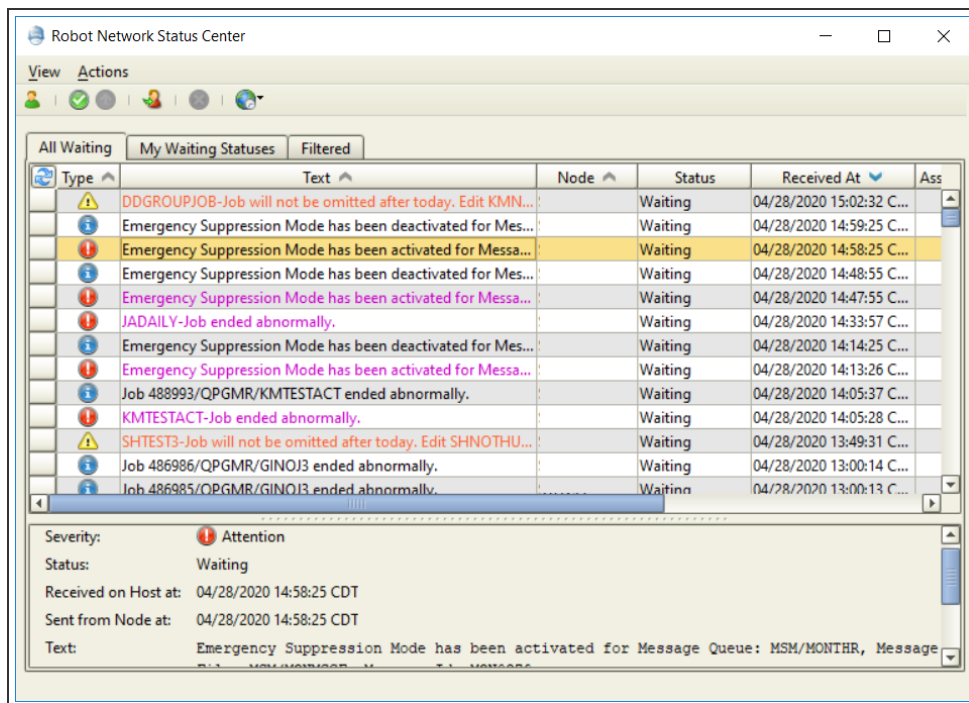 Robot Network Status Center
View Actions
All Waiting My Waiting Statuses Filtered
Type Text Node Status Received At Ass
DDGROUPJOB-Job will not be omitted after today. Edit KMN... Waiting 04/28/2020 15:02:32 C...
Emergency Suppression Mode has been deactivated for Mes... Waiting 04/28/2020 14:59:25 C...
Emergency Suppression Mode has been activated for Messa... Waiting 04/28/2020 14:58:25 C...
Emergency Suppression Mode has been deactivated for Mes... Waiting 04/28/2020 14:48:55 C...
Emergency Suppression Mode has been activated for Messa... Waiting 04/28/2020 14:47:55 C...
JADAILY-Job ended abnormally. Waiting 04/28/2020 14:33:57 C...
Emergency Suppression Mode has been deactivated for Mes... Waiting 04/28/2020 14:14:25 C...
Emergency Suppression Mode has been activated for Messa... Waiting 04/28/2020 14:13:26 C...
Job 488993/QPGMR/KMTESTACT ended abnormally. Waiting 04/28/2020 14:05:37 C...
KMTESTACT-Job ended abnormally. Waiting 04/28/2020 14:05:28 C...
SHTEST3-Job will not be omitted after today. Edit SHNOTHU... Waiting 04/28/2020 13:49:31 C...
Job 486986/QPGMR/GINOJ3 ended abnormally. Waiting 04/28/2020 13:00:14 C...
Job 486985/QPGMR/GINOJ3 ended abnormally. Waiting 04/28/2020 13:00:13 C...
Severity: Attention
Status: Waiting
Received on Host at: 04/28/2020 14:58:25 CDT
Sent from Node at: 04/28/2020 14:58:25 CDT
Text: Emergency Suppression Mode has been activated for Message Queue: MSM/MONTHR, Message